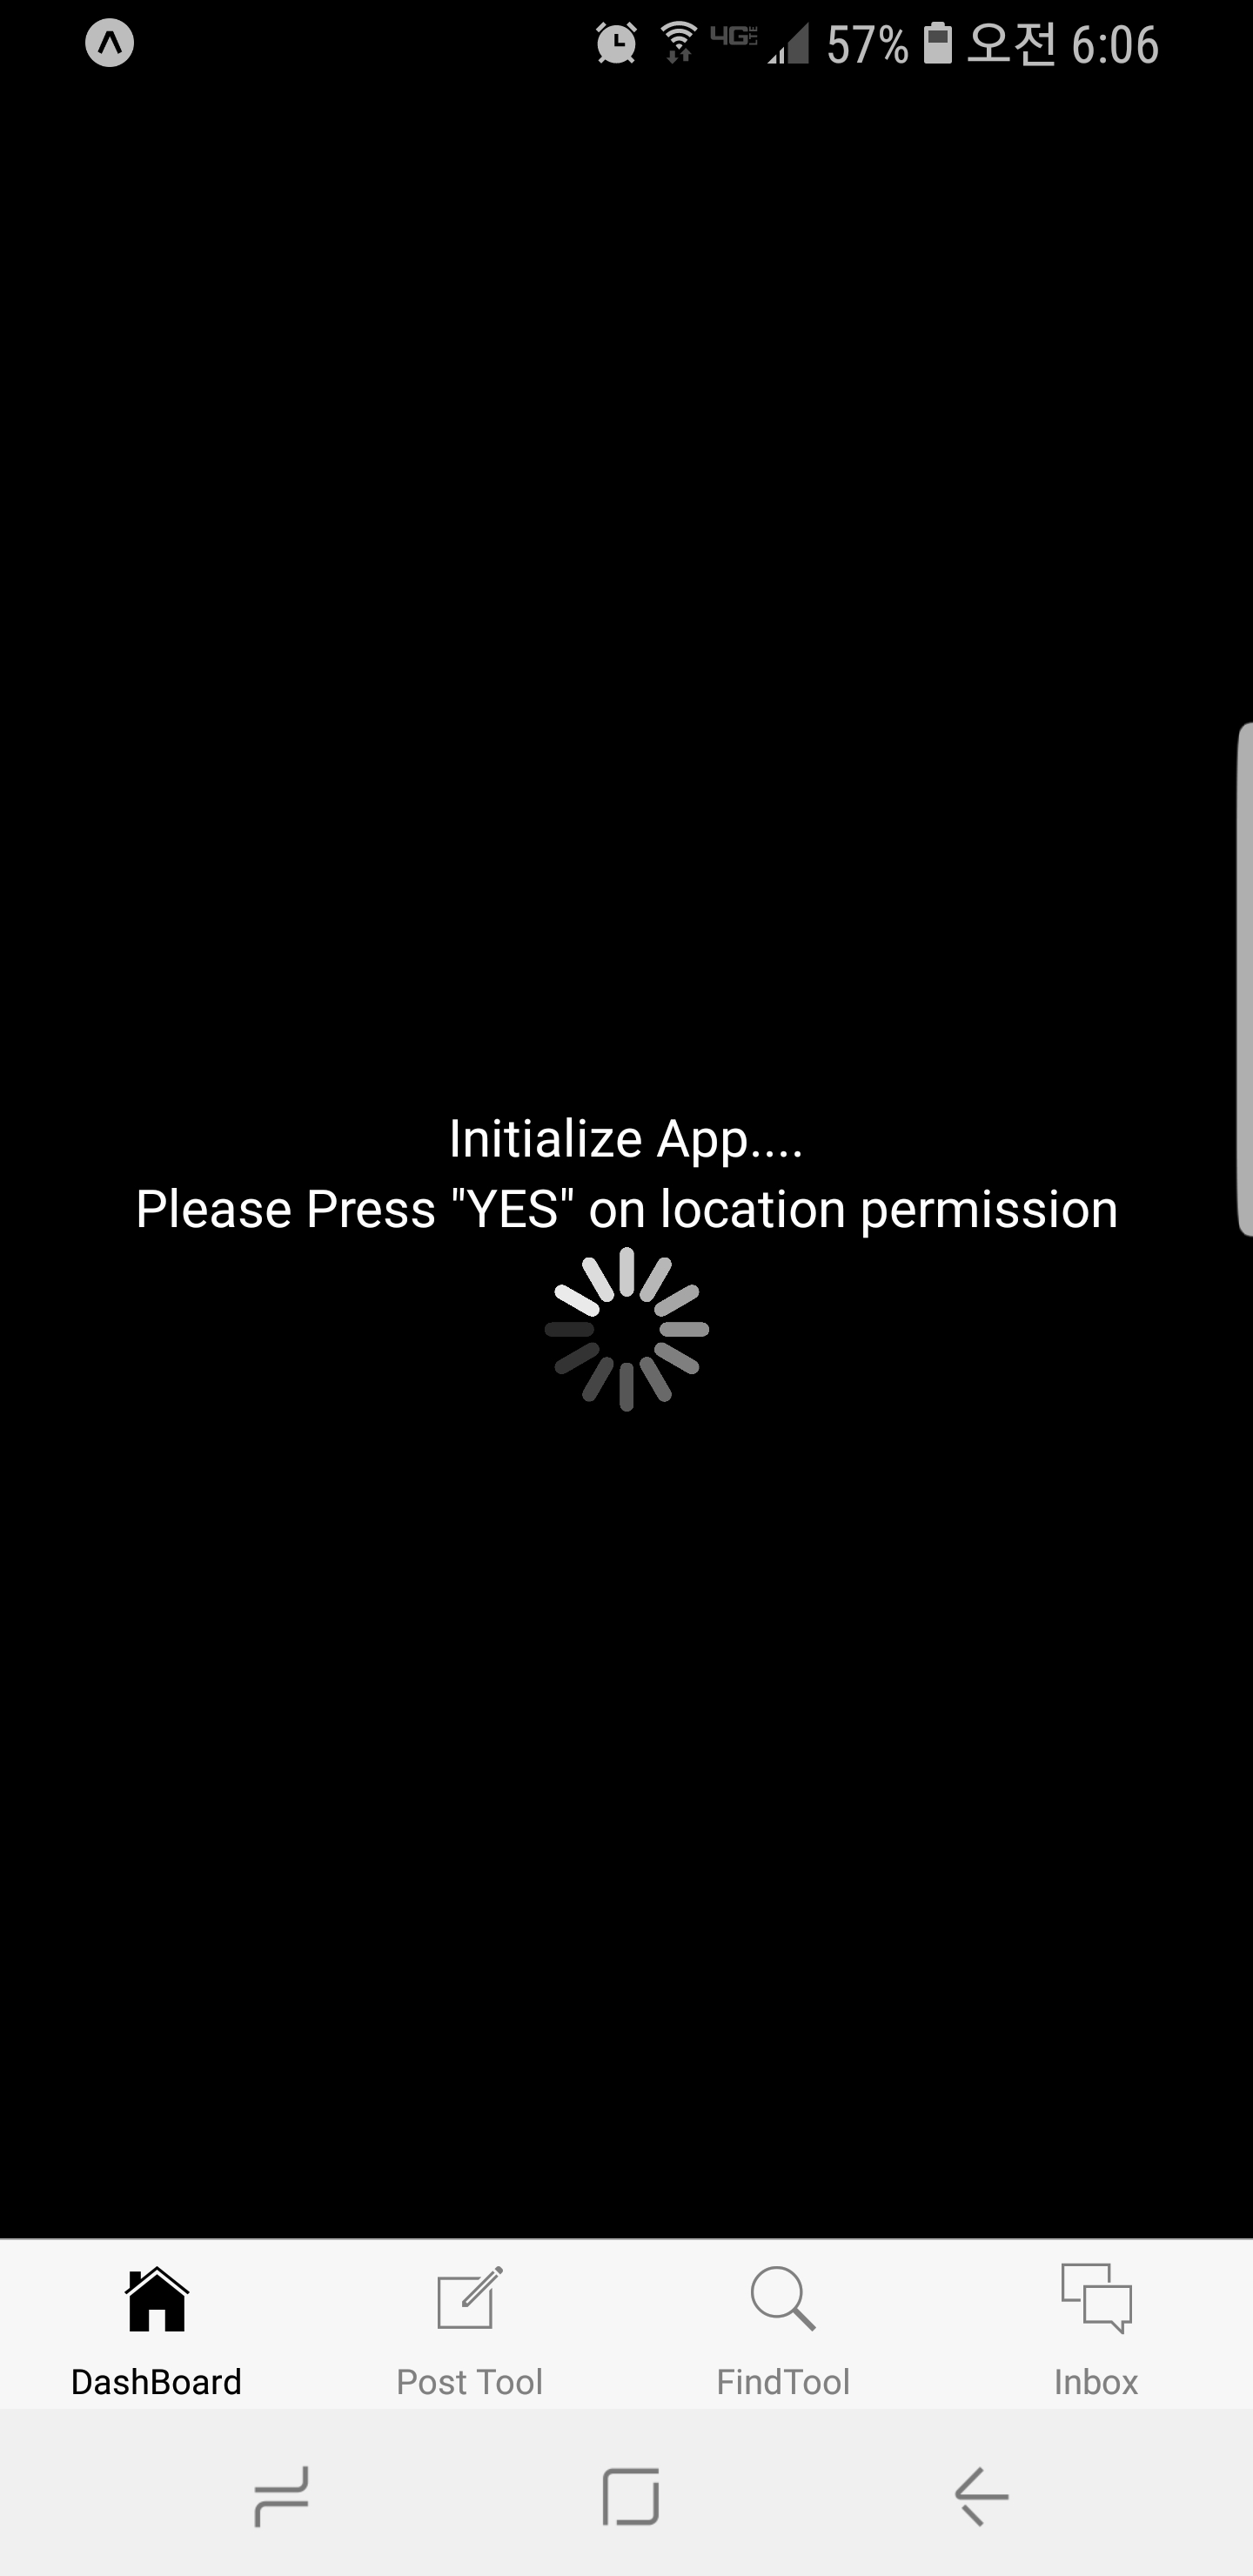 4G LTE 57% 오전 6:06
Initialize App....
Please Press "YES" on location permission
DashBoard Post Tool FindTool Inbox